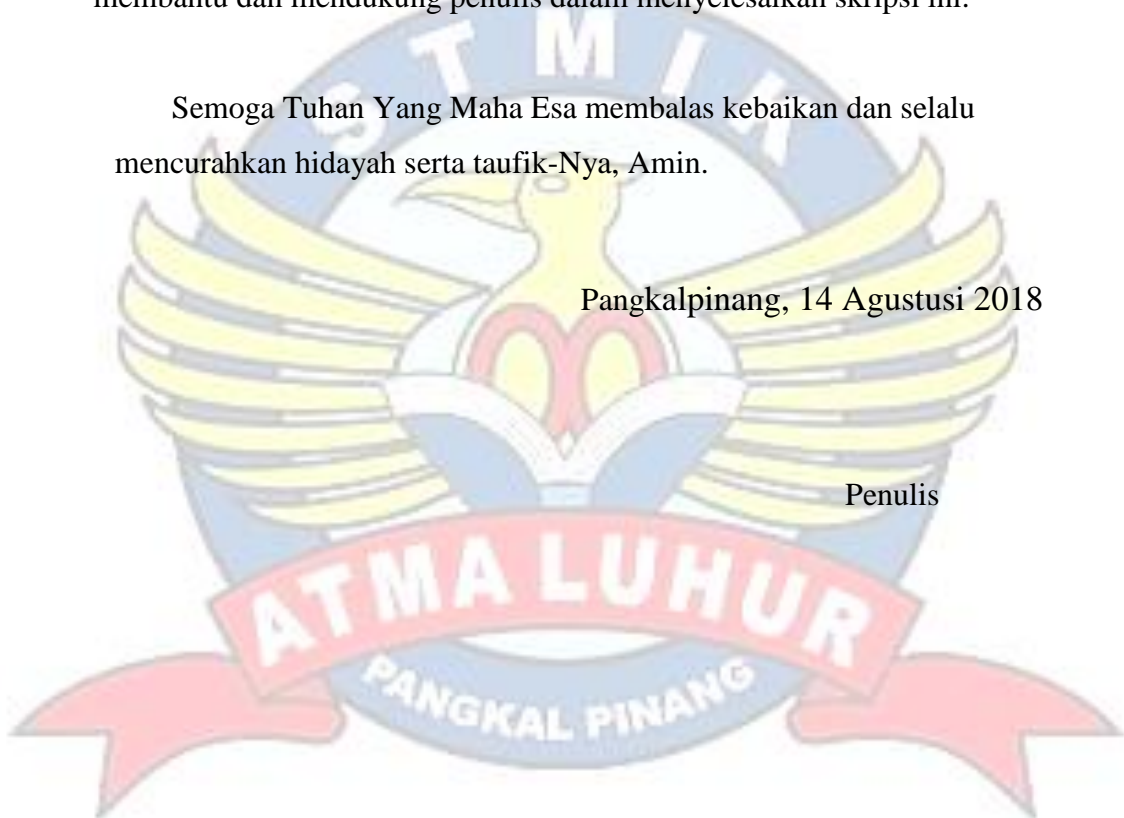 membantu dan mendukung penulis dalam menyelesaikan skripsi ini.
STMIK
Semoga Tuhan Yang Maha Esa membalas kebaikan dan selalu
mencurahkan hidayah serta taufik-Nya, Amin.
Pangkalpinang, 14 Agustusi 2018
Penulis
ATMA LUHUR
PANGKAL PINANG